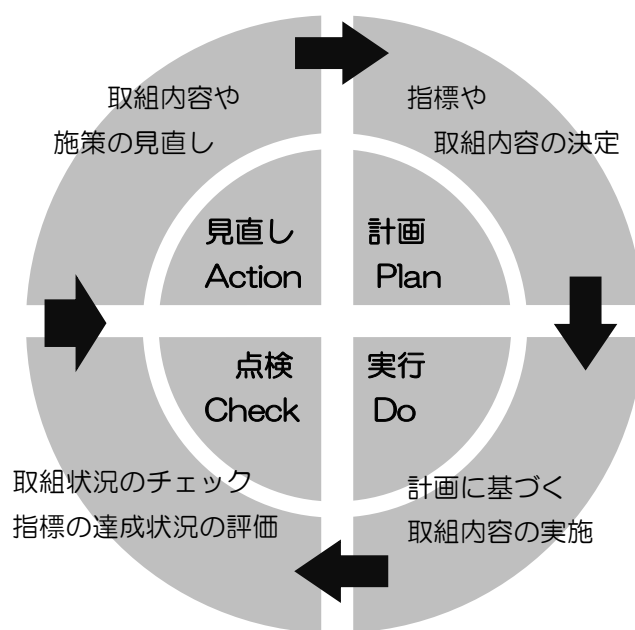 取組内容や
施策の見直し
指標や
取組内容の決定
見直し
Action
計画
Plan
点検
Check
実行
Do
取組状況のチェック
指標の達成状況の評価
計画に基づく
取組内容の実施